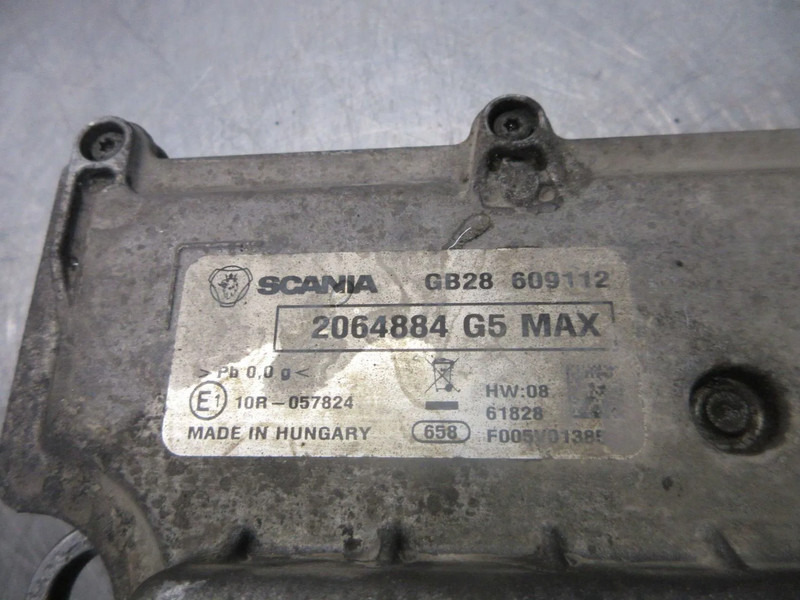 SCANIA GB28 609112
2064884 G5 MAX
>Pb 0,0 g<
E1 10R-057824 HW:08
61828
MADE IN HUNGARY 658 F005V01385